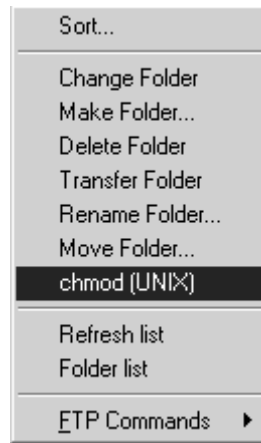 Sort...
Change Folder
Make Folder...
Delete Folder
Transfer Folder
Rename Folder...
Move Folder...
chmod (UNIX)
Refresh list
Folder list
FTP Commands